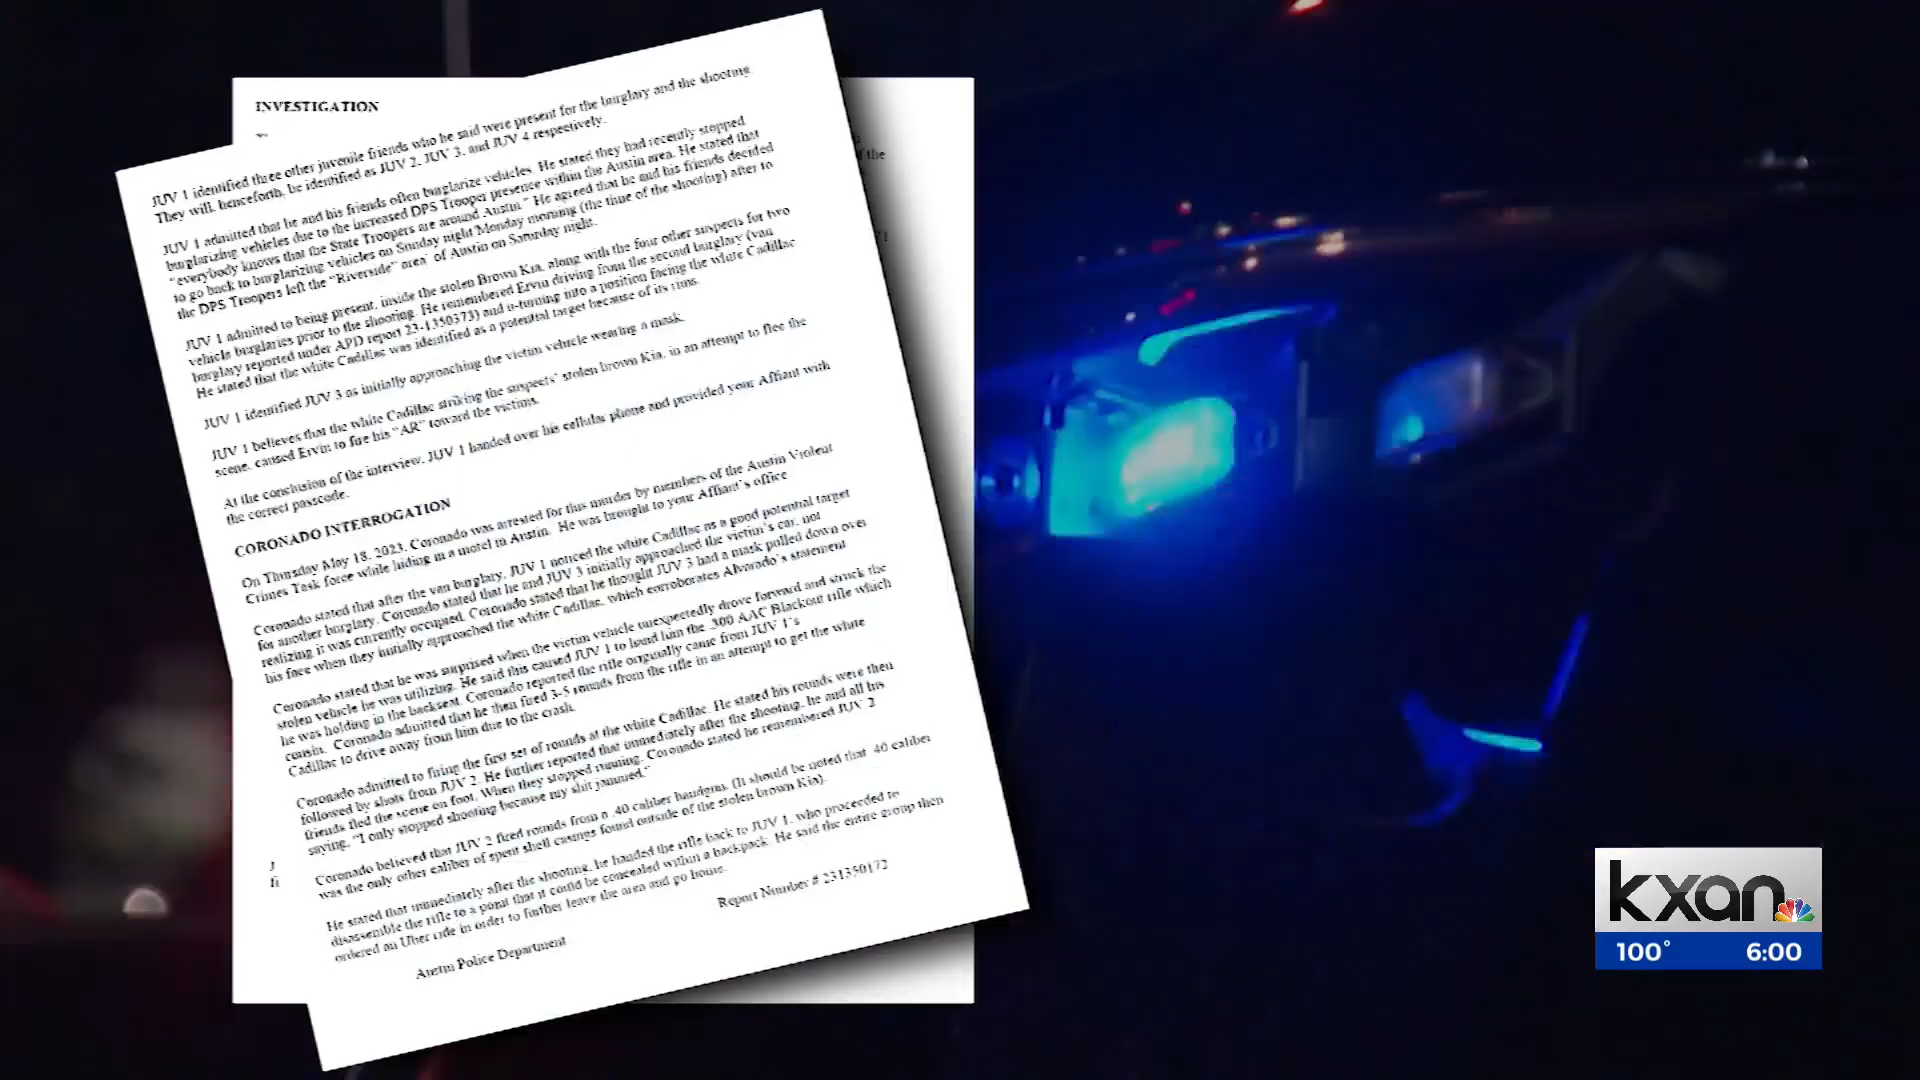 INVESTIGATION
JUV 1 identified three other juvenile friends who he said were present for the burglary and the shooting.
They will, henceforth, be identified as JUV 2, JUV 3, and JUV 4 respectively.
JUV 1 admitted that he and his friends often burglarize vehicles. He stated they had recently stopped
burglarizing vehicles due to the increased DPS Trooper presence within the Austin area. He stated that
"everybody knows that the State Troopers are around Austin." He agreed that he and his friends decided
to go back to burglarizing vehicles on Sunday night/Monday morning (the time of the shooting) after to
the DPS Troopers left the "Riverside" area' of Austin on Saturday night.
JUV 1 admitted to being present, inside the stolen Brown Kia, along with the four other suspects for two
vehicle burglaries prior to the shooting. He remembered Ervin driving from the second burglary (van
burglary reported under APD report 23-1350373) and u-turning into a position facing the white Cadillac
He stated that the white Cadillac was identified as a potential target because of its rims.
JUV 1 identified JUV 3 as initially approaching the victim vehicle wearing a mask.
JUV 1 believes that the white Cadillac striking the suspects' stolen brown Kia, in an attempt to flee the
scene, caused Ervin to fire his "AR" toward the victims.
At the conclusion of the interview, JUV 1 handed over his cellular phone and provided your Affiant with
the correct passcode.
CORONADO INTERROGATION
On Thursday May 18, 2023, Coronado was arrested for this murder by members of the Austin Violent
Crimes Task force while hiding in a motel in Austin. He was brought to your Affiant's office
Coronado stated that after the van burglary, JUV 1 noticed the white Cadillac as a good potential target
for another burglary. Coronado stated that he and JUV 3 initially approached the victim's car, not
realizing it was currently occupied. Coronado stated that he thought JUV 3 had a mask pulled down over
his face when they initially approached the white Cadillac, which corroborates Alvarado's statement
Coronado stated that he was surprised when the victim vehicle unexpectedly drove forward and struck the
stolen vehicle he was utilizing. He said this caused JUV 1 to hand him the .300 AAC Blackout rifle which
he was holding in the backseat. Coronado reported the rifle originally came from JUV 1's
cousin. Coronado admitted that he then fired 3-5 rounds from the rifle in an attempt to get the white
Cadillac to drive away from him due to the crash.
Coronado admitted to firing the first set of rounds at the white Cadillac. He stated his rounds were then
followed by shots from JUV 2. He further reported that immediately after the shooting, he and all his
friends fled the scene on foot. When they stopped running, Coronado stated he remembered JUV 2
saying, "I only stopped shooting because my shit jammed."
Coronado believed that JUV 2 fired rounds from a .40 caliber handgun. (It should be noted that .40 caliber
was the only other caliber of spent shell casings found outside of the stolen brown Kia).
He stated that immediately after the shooting, he handed the rifle back to JUV 1, who proceeded to
disassemble the rifle to a point that it could be concealed within a backpack. He said the entire group then
ordered an Uber ride in order to further leave the area and go home.
Report Number # 231350172
Austin Police Department
f the
J
fi
kxan
100° 6:00